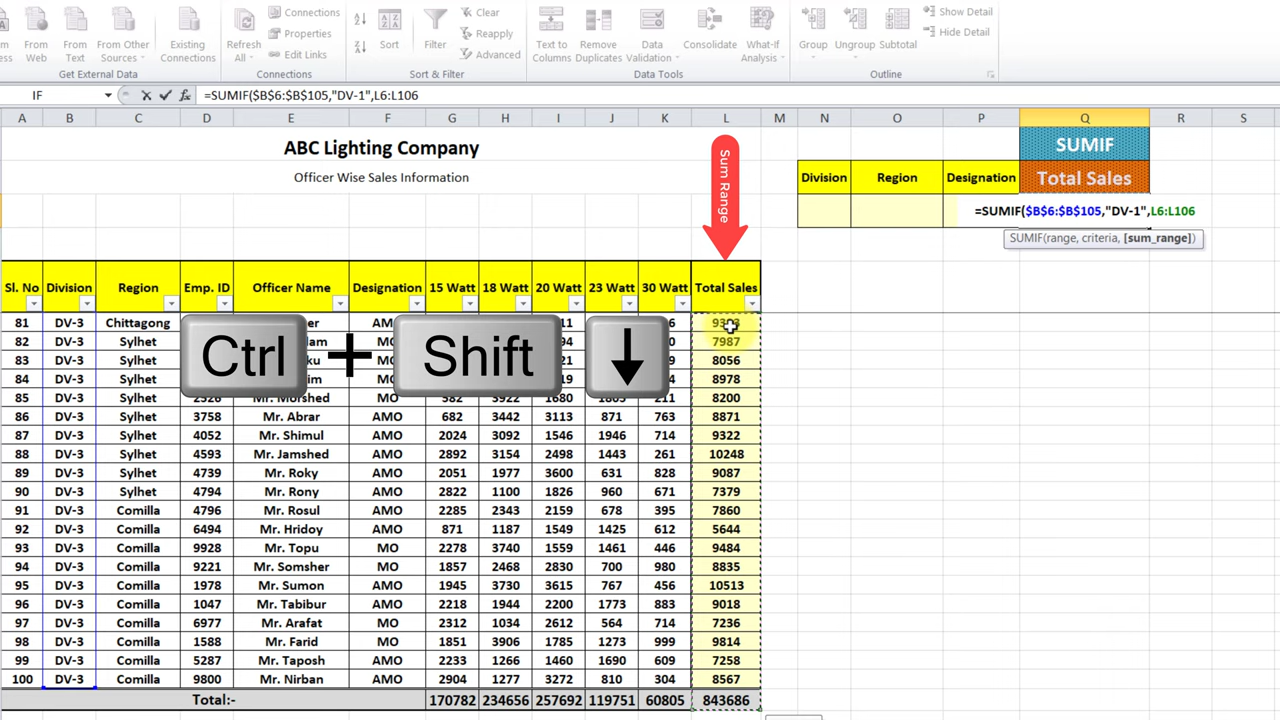 From Web
From Text
From Other Sources
Existing Connections
Get External Data
Refresh All
Connections
Properties
Edit Links
Connections
Sort
Filter
Clear
Reapply
Advanced
Sort & Filter
Text to Columns
Remove Duplicates
Data Validation
Consolidate
What-If Analysis
Data Tools
Group
Ungroup
Subtotal
Show Detail
Hide Detail
Outline
IF
fx
=SUMIF($B$6:$B$105,"DV-1",L6:L106
A B C D E F G H I J K L M N O P Q R S
ABC Lighting Company
Officer Wise Sales Information
Sum Range
SUMIF
Division Region Designation Total Sales
=SUMIF($B$6:$B$105,"DV-1",L6:L106
SUMIF(range, criteria, [sum_range])
Sl. No Division Region Emp. ID Officer Name Designation 15 Watt 18 Watt 20 Watt 23 Watt 30 Watt Total Sales
Ctrl + Shift ↓
81 DV-3 Chittagong
82 DV-3 Sylhet 7987
83 DV-3 Sylhet 8056
84 DV-3 Sylhet 8978
85 DV-3 Sylhet Mr. Morshed MO 3922 1680 211 8200
86 DV-3 Sylhet 3758 Mr. Abrar AMO 682 3442 3113 871 763 8871
87 DV-3 Sylhet 4052 Mr. Shimul AMO 2024 3092 1546 1946 714 9322
88 DV-3 Sylhet 4593 Mr. Jamshed AMO 2892 3154 2498 1443 261 10248
89 DV-3 Sylhet 4739 Mr. Roky AMO 2051 1977 3600 631 828 9087
90 DV-3 Sylhet 4794 Mr. Rony AMO 2822 1100 1826 960 671 7379
91 DV-3 Comilla 4796 Mr. Rosul AMO 2285 2343 2159 678 395 7860
92 DV-3 Comilla 6494 Mr. Hridoy AMO 871 1187 1549 1425 612 5644
93 DV-3 Comilla 9928 Mr. Topu MO 2278 3740 1559 1461 446 9484
94 DV-3 Comilla 9221 Mr. Somsher MO 1857 2468 2830 700 980 8835
95 DV-3 Comilla 1978 Mr. Sumon AMO 1945 3730 3615 767 456 10513
96 DV-3 Comilla 1047 Mr. Tabibur AMO 2218 1944 2200 1773 883 9018
97 DV-3 Comilla 6977 Mr. Arafat MO 2312 1034 2612 564 714 7236
98 DV-3 Comilla 1588 Mr. Farid MO 1851 3906 1785 1273 999 9814
99 DV-3 Comilla 5287 Mr. Taposh AMO 2233 1266 1460 1690 609 7258
100 DV-3 Comilla 9800 Mr. Nirban AMO 2904 1277 3272 810 304 8567
Total:- 170782 234656 257692 119751 60805 843686